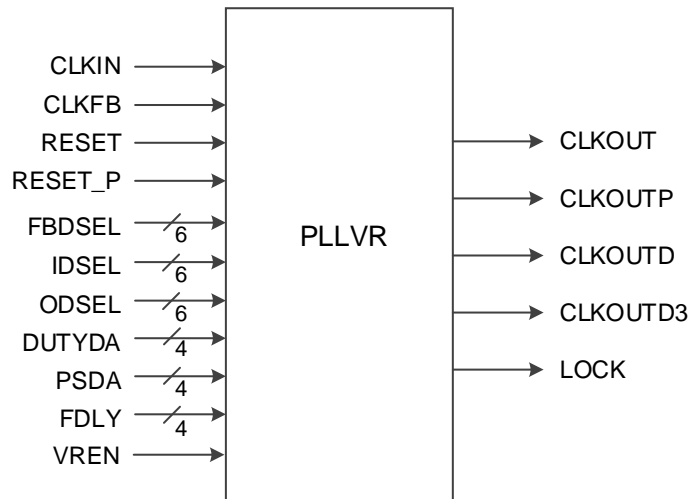 CLKIN
CLKFB
RESET
RESET_P
FBDSEL
6
IDSEL
6
ODSEL
6
DUTYDA
4
PSDA
4
FDLY
4
VREN
PLLVR
CLKOUT
CLKOUTP
CLKOUTD
CLKOUTD3
LOCK